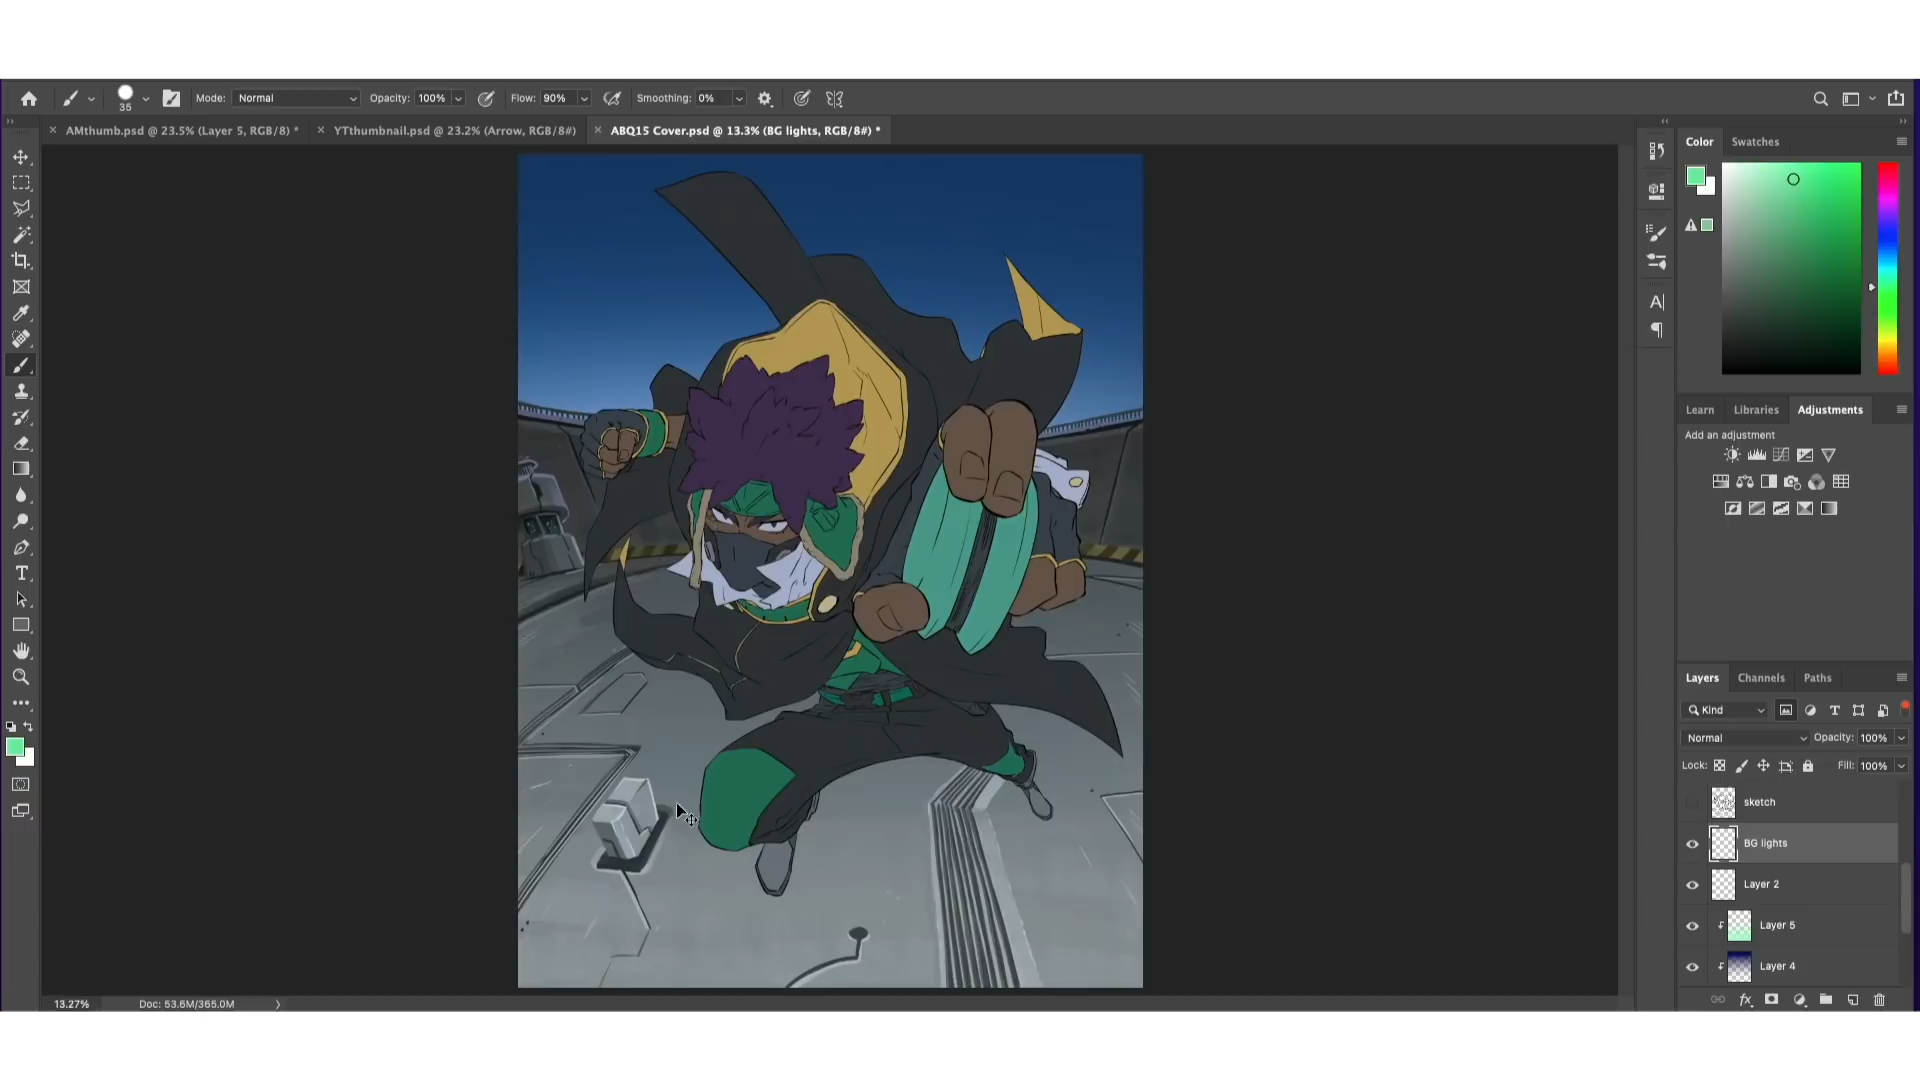 35
Mode: Normal
Opacity: 100%
Flow: 90%
Smoothing: 0%
AMthumb.psd @ 23.5% (Layer 5, RGB/8) *
YTthumbnail.psd @ 23.2% (Arrow, RGB/8#)
ABQ15 Cover.psd @ 13.3% (BG lights, RGB/8#) *
Color
Swatches
Learn
Libraries
Adjustments
Add an adjustment
Layers
Channels
Paths
Kind
Normal
Opacity: 100%
Lock:
Fill: 100%
sketch
BG lights
Layer 2
Layer 5
Layer 4
13.27%
Doc: 53.6M/365.0M